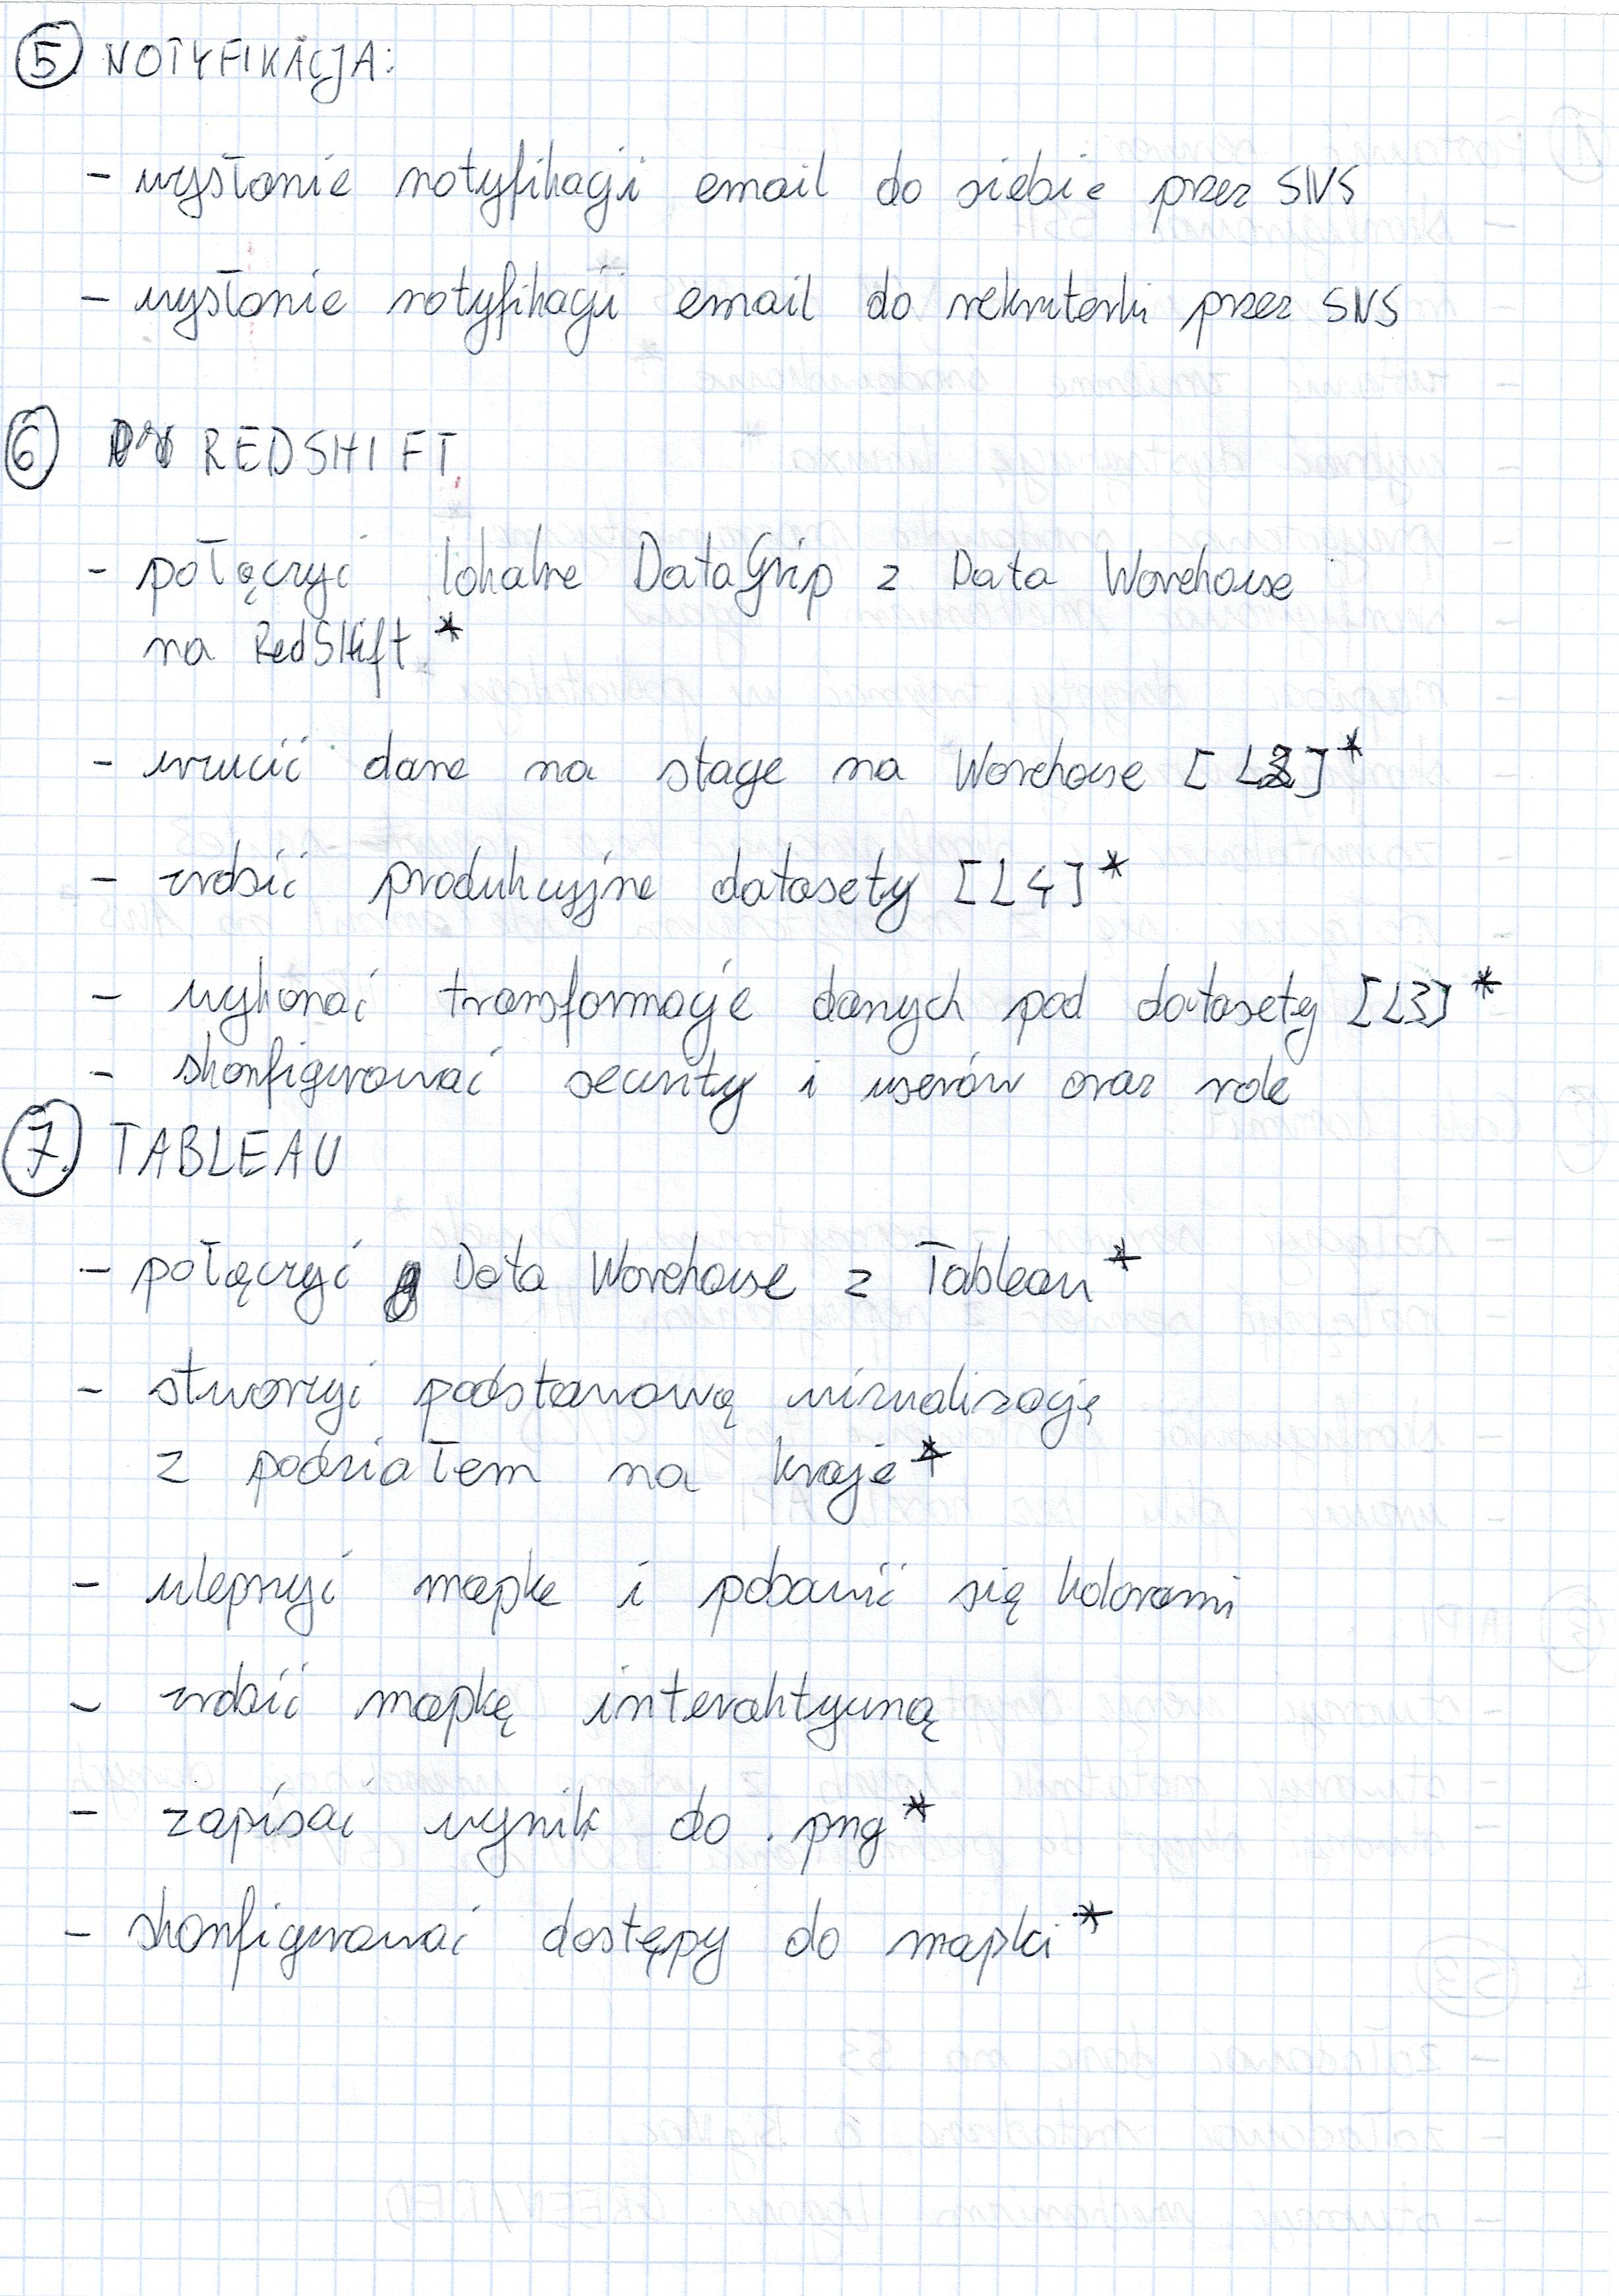 5 NOTYFIKACJA:
- wysłanie notyfikacji email do siebie przez SNS
- wysłanie notyfikacji email do rekruterki przez SNS
6 REDSHIFT
- połączyć lokalne DataGrip z Data Warehouse
na RedSHift *
- wrzucić dane na stage na Warehouse [L2]*
- zrobić produkcyjne datasety [L4]*
- wykonać transformacje danych pod datasety [L3]*
- skonfigurować security i userów oraz role
7. TABLEAU
- połączyć Data Warehouse z Tableau*
- stworzyć podstawową wizualizację
z podziałem na kraje*
- ulepszyć mapkę i pobawić się kolorami
- zrobić mapkę interaktywną
- zapisać wynik do .png*
- skonfigurować dostępy do mapki*